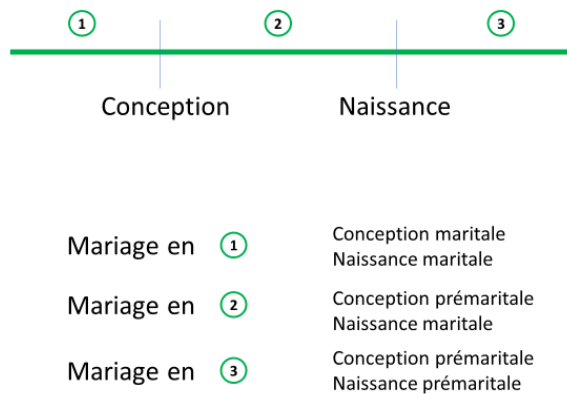 1 2 3
Conception Naissance
Mariage en 1 Conception maritale
Naissance maritale
Mariage en 2 Conception prémaritale
Naissance maritale
Mariage en 3 Conception prémaritale
Naissance prémaritale